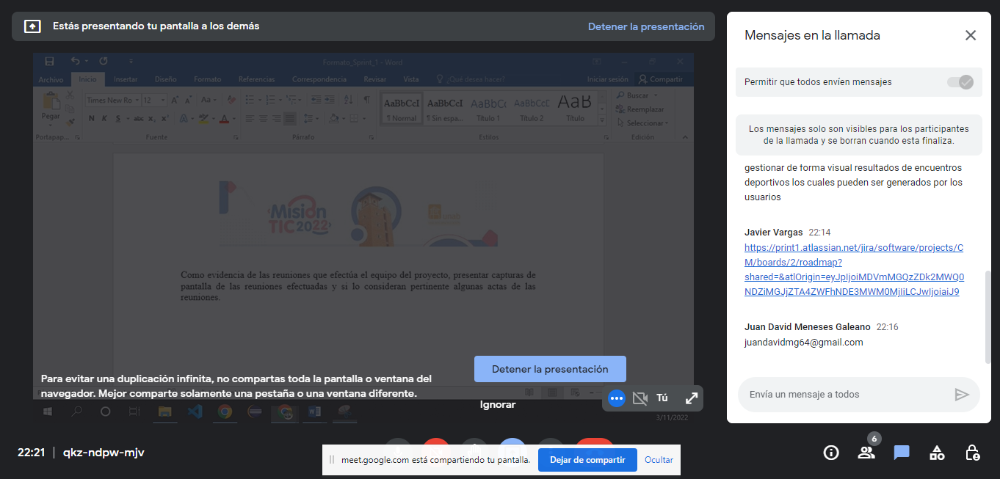 Estás presentando tu pantalla a los demás
Detener la presentación
Formato_Sprint_1 - Word
Archivo
Inicio
Insertar
Diseño
Formato
Referencias
Correspondencia
Revisar
Vista
¿Qué desea hacer?
Iniciar sesión
Compartir
Pegar
Times New Ro
12
Aa
N K S abc X₂ X²
AaBbCcI
AaBbCcI
AaBbCc
AaBbCcD
AaB
¶ Normal
¶ Sin espa...
Título 1
Título 2
Título
Buscar
Reemplazar
Seleccionar
Portapap...
Fuente
Párrafo
Estilos
Edición
Misión
TIC2022
Como evidencia de las reuniones que efectúa el equipo del proyecto, presentar capturas de
pantalla de las reuniones efectuadas y si lo consideran pertinente algunas actas de las
reuniones.
Detener la presentación
Para evitar una duplicación infinita, no compartas toda la pantalla o ventana del
navegador. Mejor comparte solamente una pestaña o una ventana diferente.
Ignorar
Tú
3/11/2022
Mensajes en la llamada
Permitir que todos envíen mensajes
Los mensajes solo son visibles para los participantes
de la llamada y se borran cuando esta finaliza.
gestionar de forma visual resultados de encuentros
deportivos los cuales pueden ser generados por los
usuarios
Javier Vargas 22:14
https://print1.atlassian.net/jira/software/projects/C
M/boards/2/roadmap?
shared=&atlOrigin=eyJpIjoiMDVmMGQzZDk2MWQ0
NDZiMGJjZTA4ZWFhNDE3MWM0MjliLCJwIjoiaiJ9
Juan David Meneses Galeano 22:16
juandavidmg64@gmail.com
Envía un mensaje a todos
22:21 | qkz-ndpw-mjv
meet.google.com está compartiendo tu pantalla.
Dejar de compartir
Ocultar
6